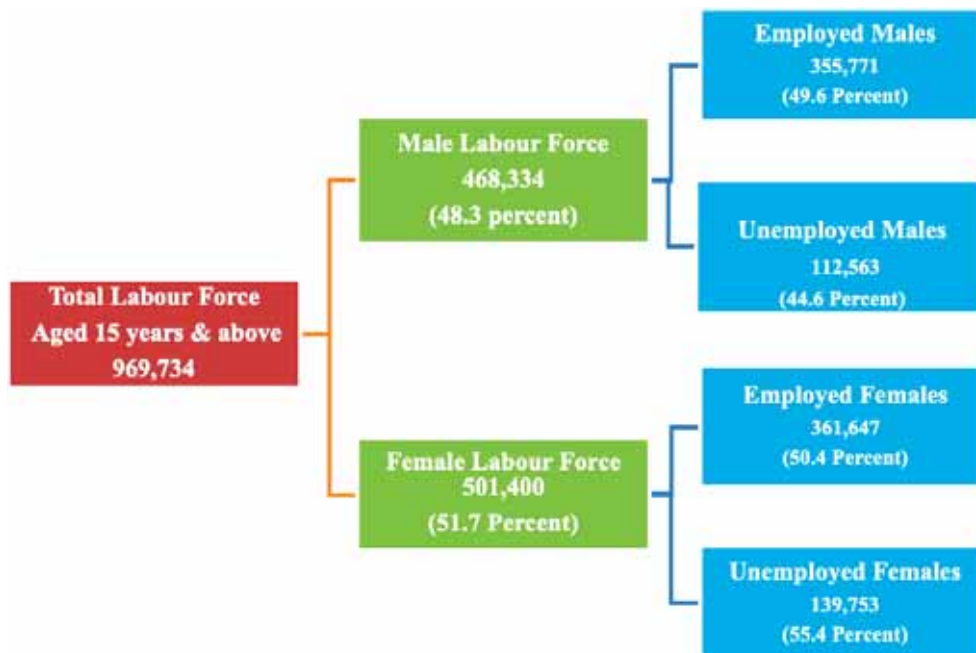 Total Labour Force
Aged 15 years & above
969,734
Male Labour Force
468,334
(48.3 percent)
Employed Males
355,771
(49.6 Percent)
Unemployed Males
112,563
(44.6 Percent)
Female Labour Force
501,400
(51.7 Percent)
Employed Females
361,647
(50.4 Percent)
Unemployed Females
139,753
(55.4 Percent)